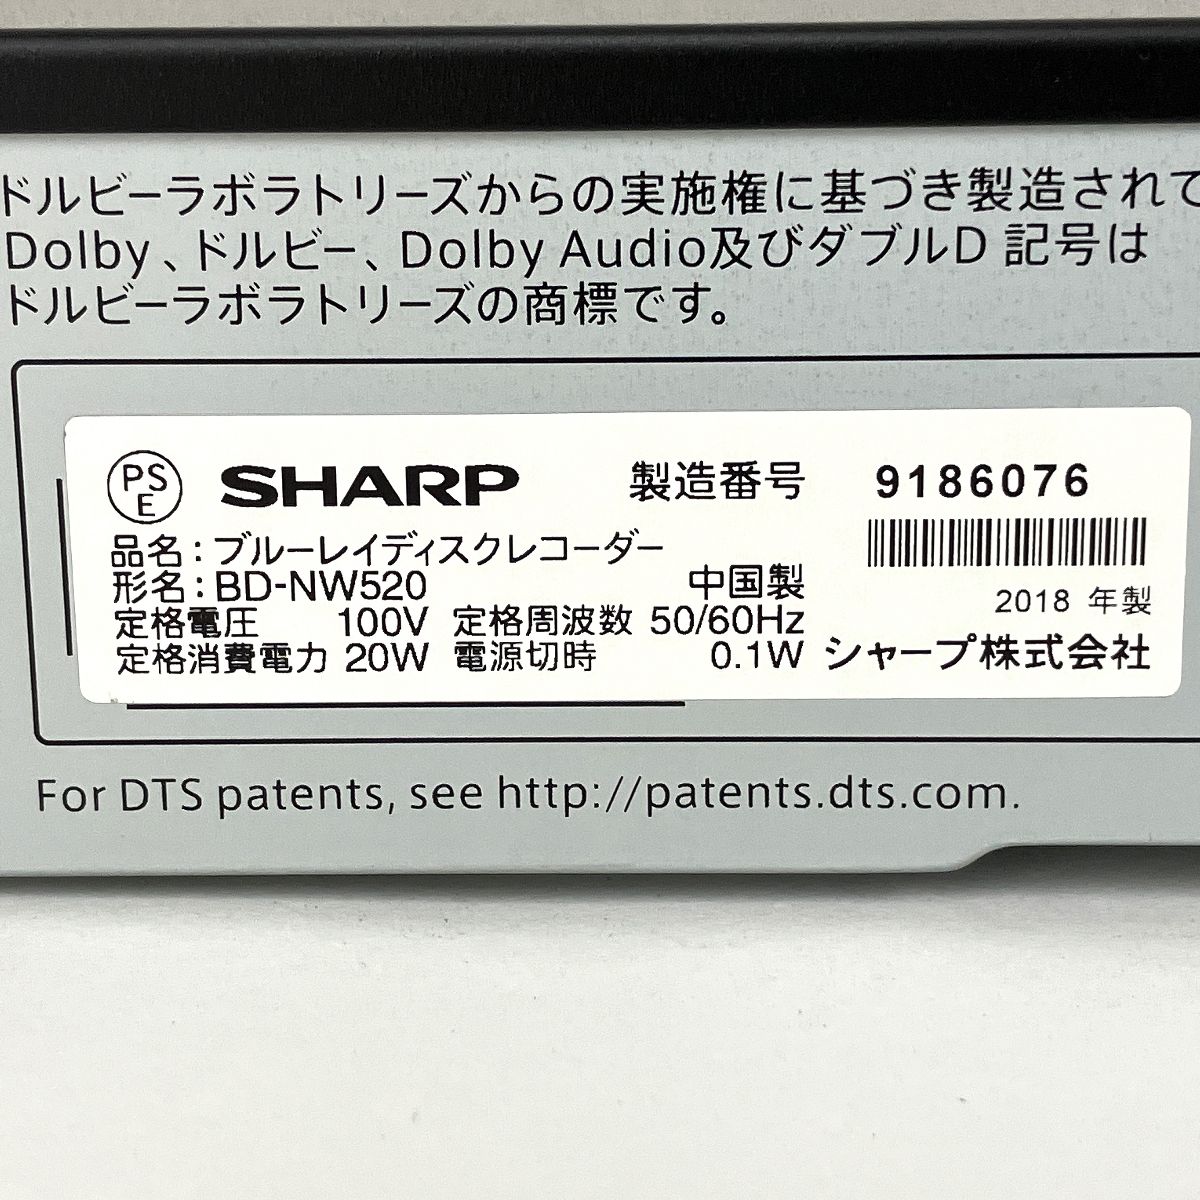 ドルビーラボラトリーズからの実施権に基づき製造されて
Dolby、ドルビー、Dolby Audio及びダブルD 記号は
ドルビーラボラトリーズの商標です。
PS
E
SHARP 製造番号 9186076
品名：ブルーレイディスクレコーダー
形名：BD-NW520 中国製
2018 年製
定格電圧 100V 定格周波数 50/60Hz
定格消費電力 20W 電源切時 0.1W シャープ株式会社
For DTS patents, see http://patents.dts.com.